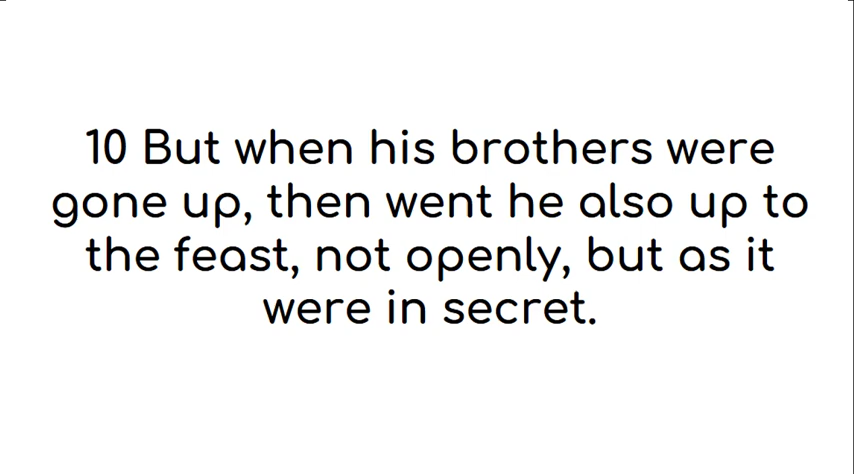 10 But when his brothers were
gone up, then went he also up to
the feast, not openly, but as it
were in secret.